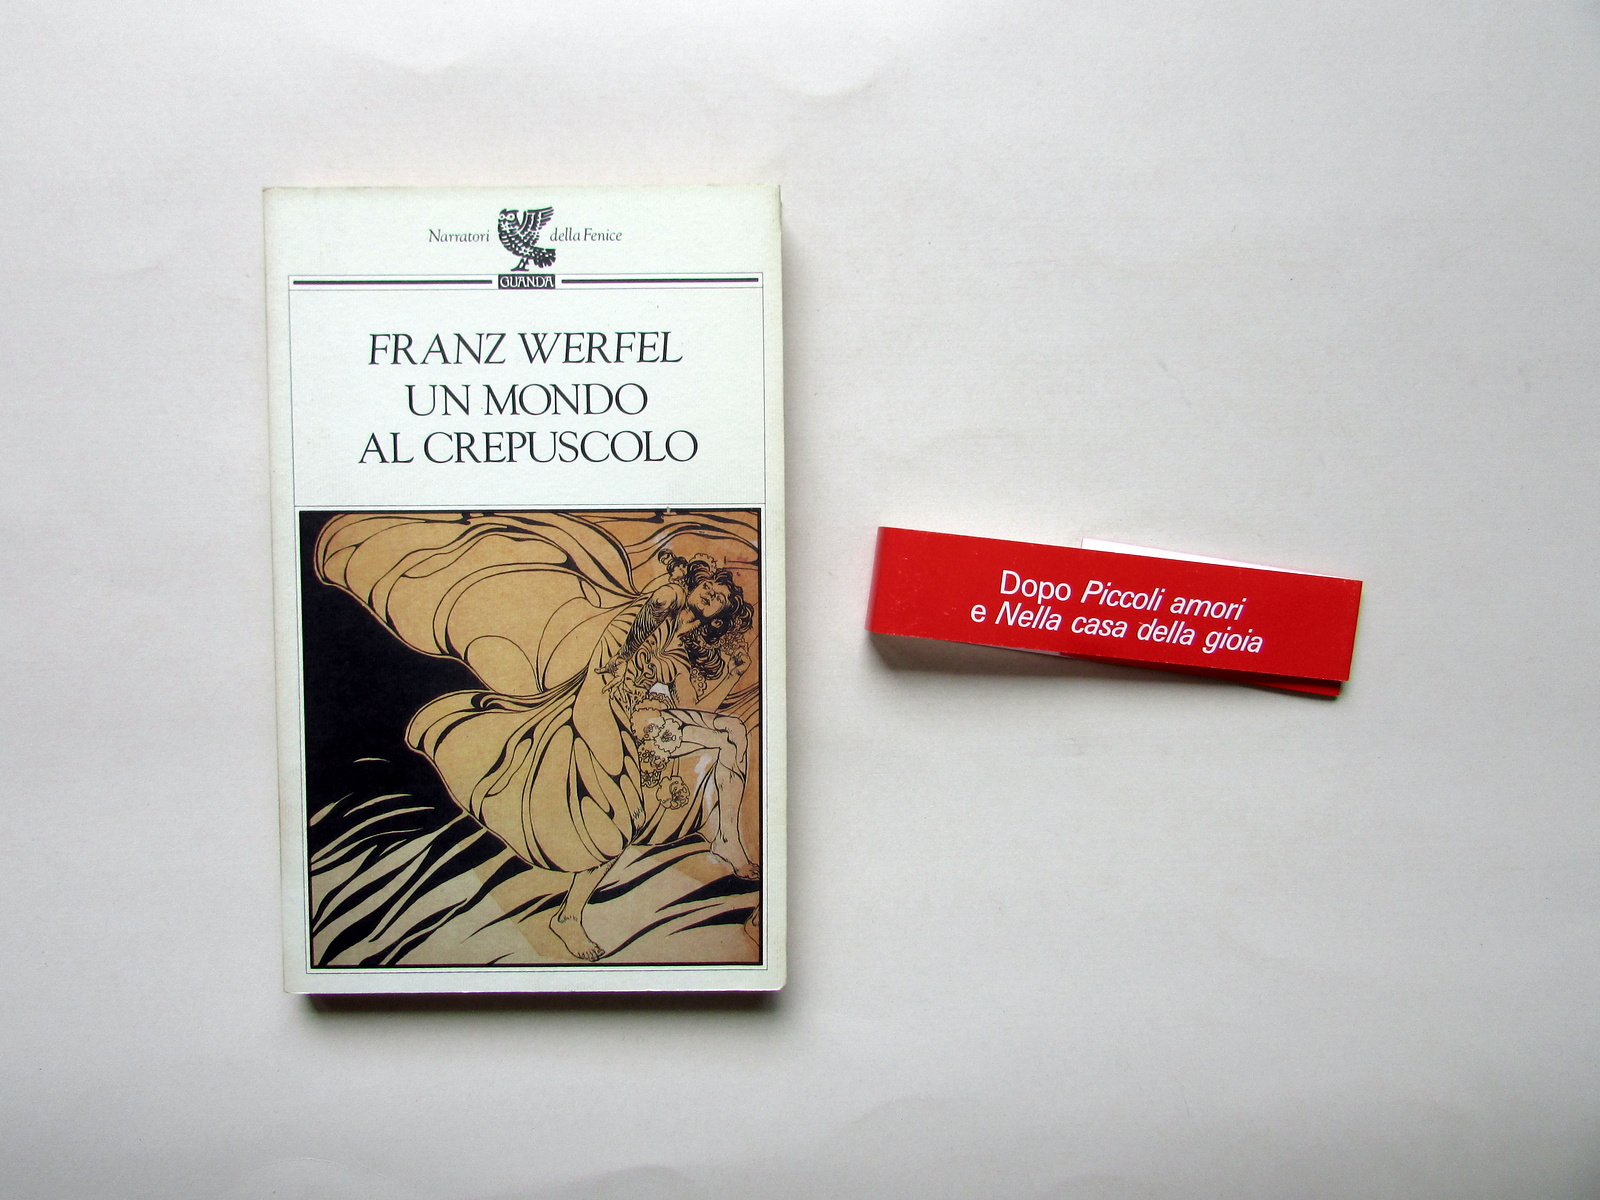 Narratori della Fenice
GUANDA
FRANZ WERFEL
UN MONDO
AL CREPUSCOLO
Dopo Piccoli amori
e Nella casa della gioia